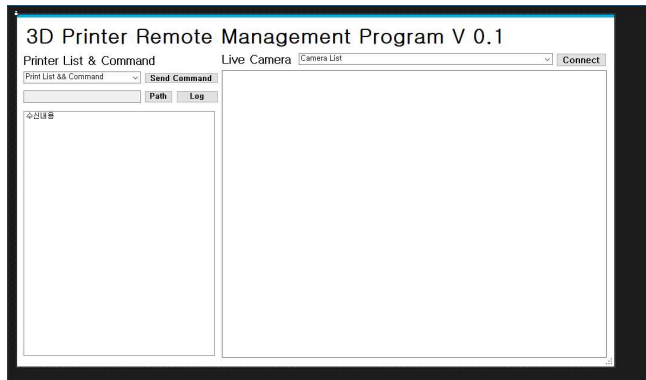 3D Printer Remote Management Program V 0.1
Printer List & Command
Live Camera
Camera List
Connect
Print List && Command
Send Command
Path
Log
수신내용